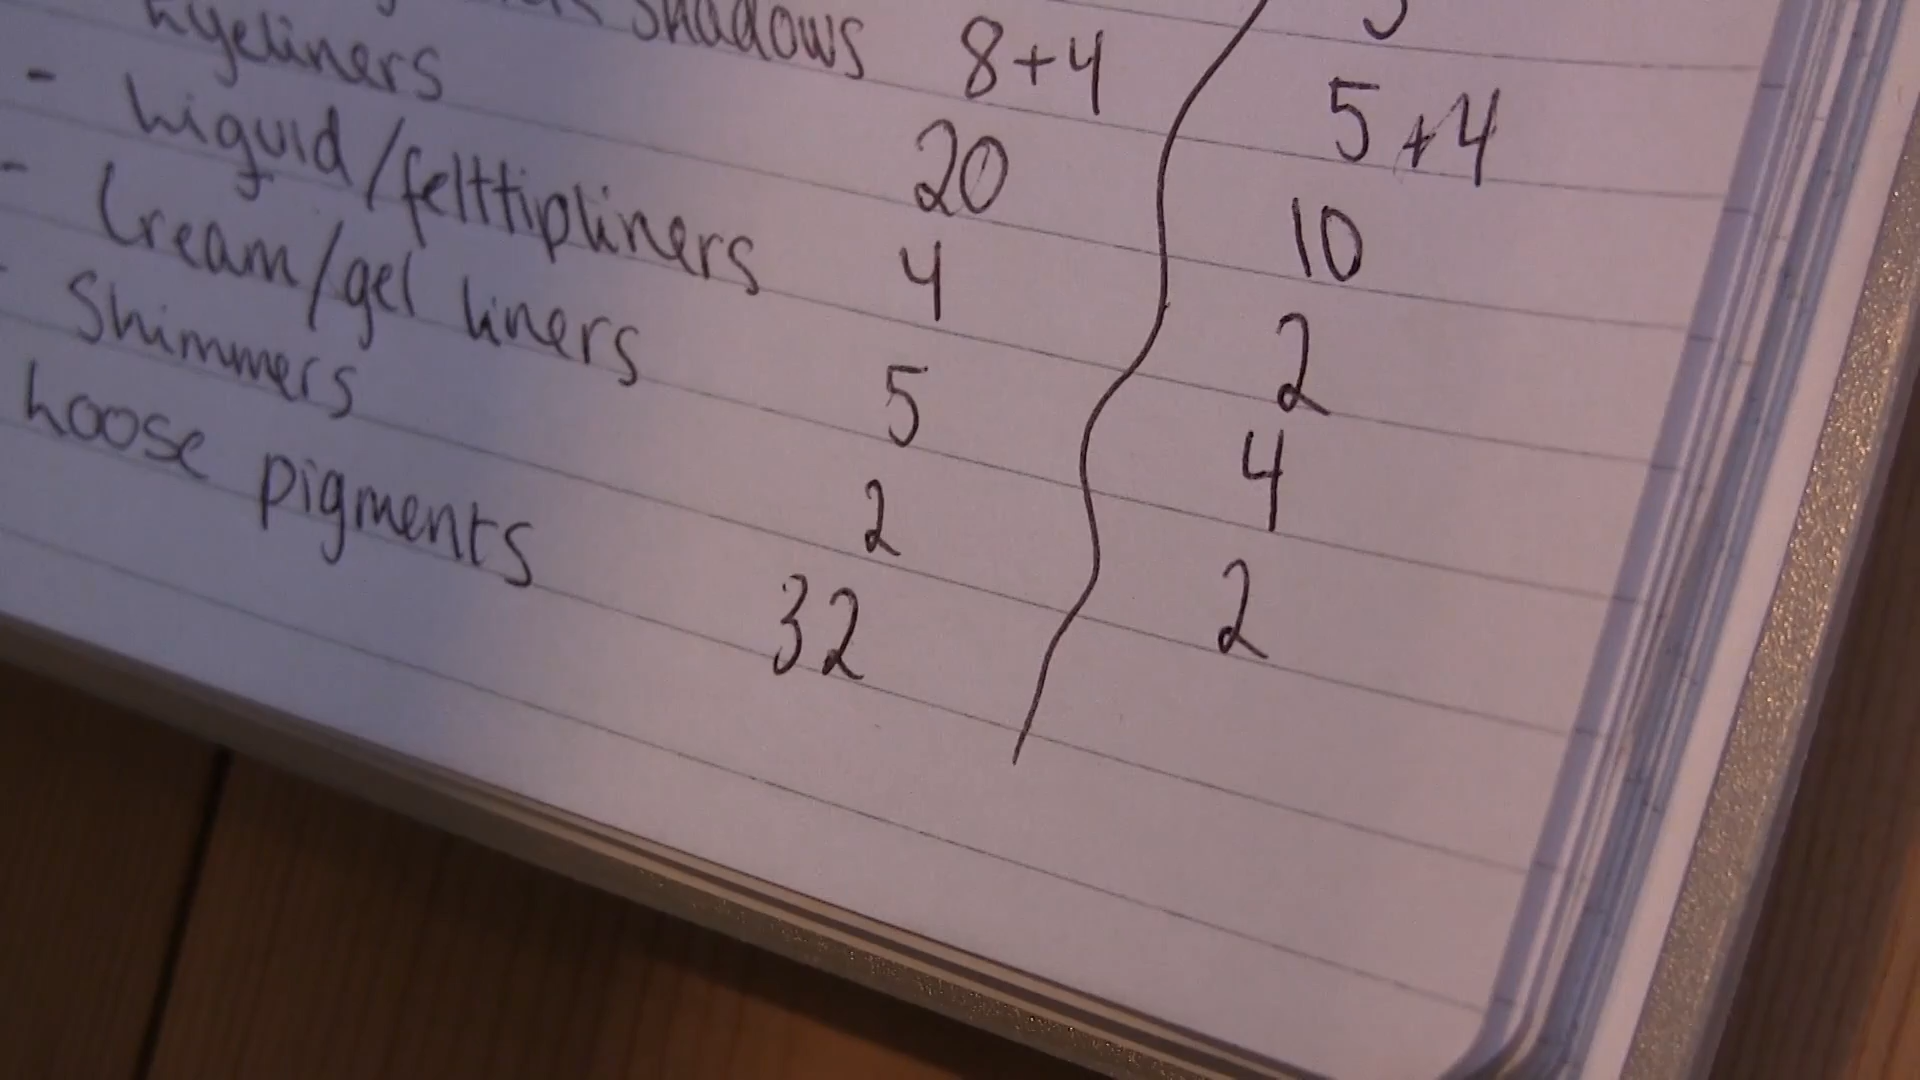 shadows 8+4 5+4
Eyeliners 20 10
- Liquid/felttipliners 4 2
- Cream/gel liners 5 4
- Shimmers 2 2
Loose pigments 32